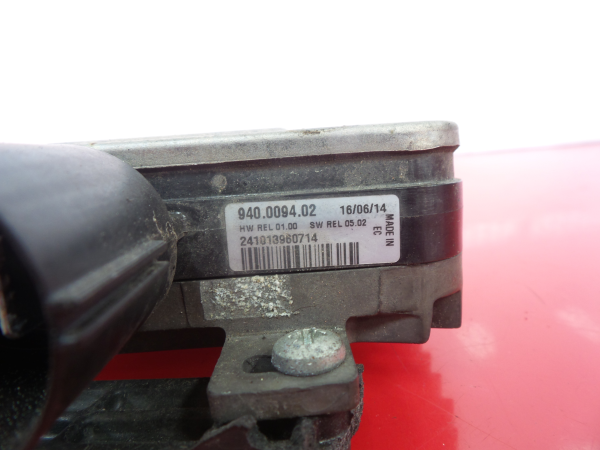 940.0094.02 16/06/14
HW REL 01.00 SW REL 05.02
241013960714
MADE IN
EC